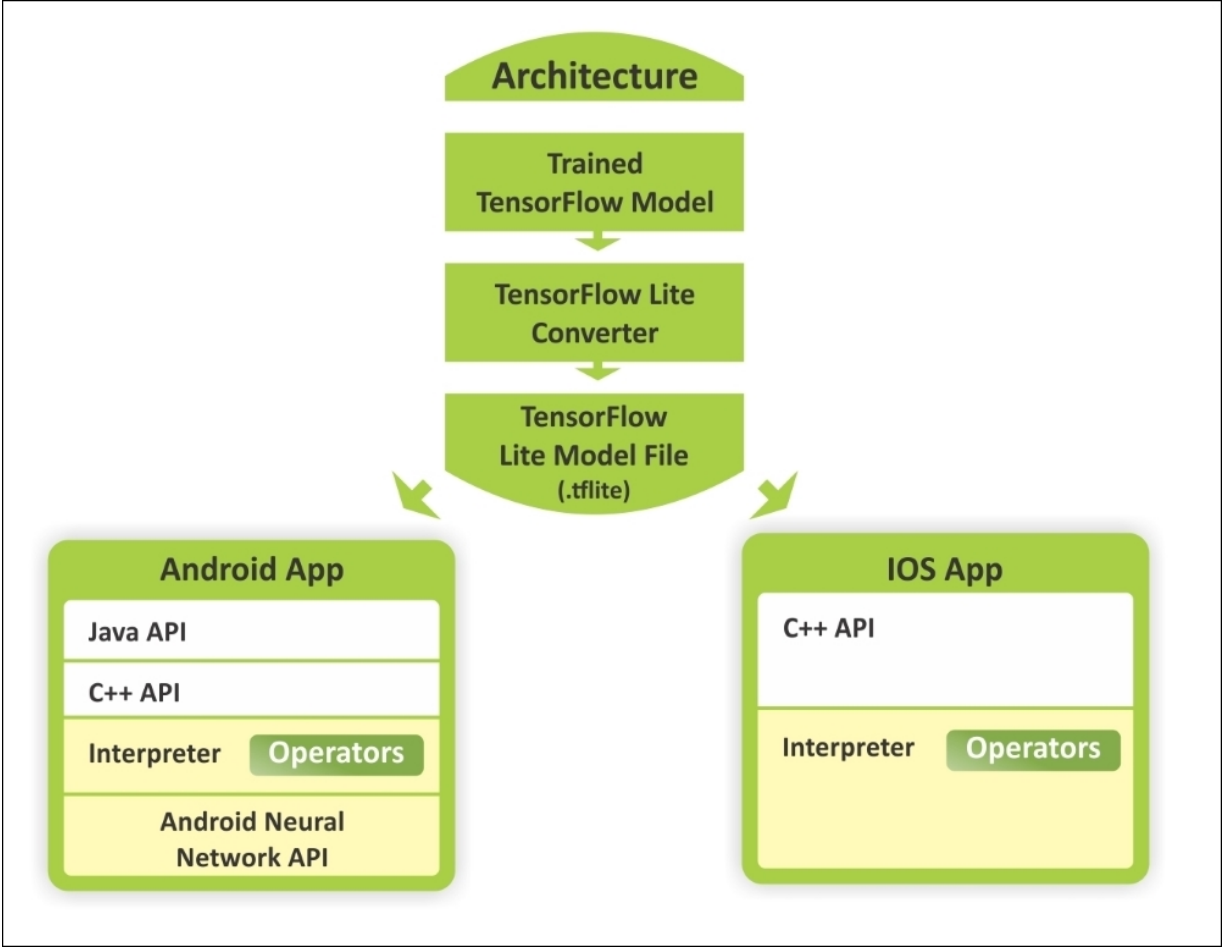 Architecture
Trained
TensorFlow Model
TensorFlow Lite
Converter
TensorFlow
Lite Model File
(.tflite)
Android App
Java API
C++ API
Interpreter Operators
Android Neural
Network API
IOS App
C++ API
Interpreter Operators